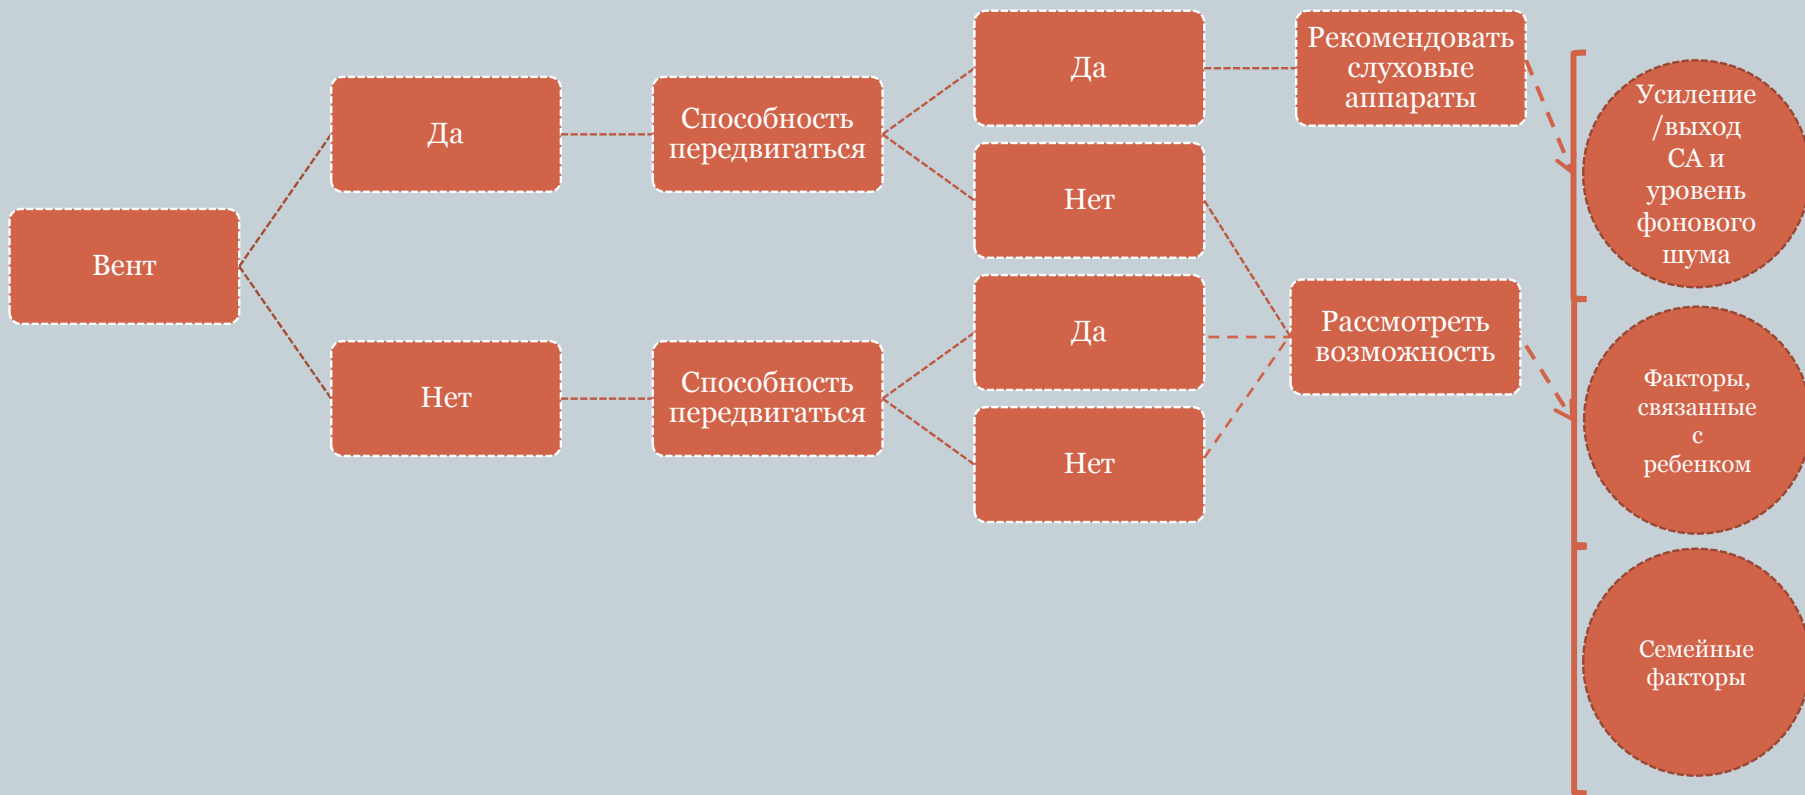 Вент
Да
Нет
Способность
передвигаться
Способность
передвигаться
Да
Нет
Да
Нет
Рекомендовать
слуховые
аппараты
Рассмотреть
возможность
Усиление
/выход
СА и
уровень
фонового
шума
Факторы,
связанные
с
ребенком
Семейные
факторы